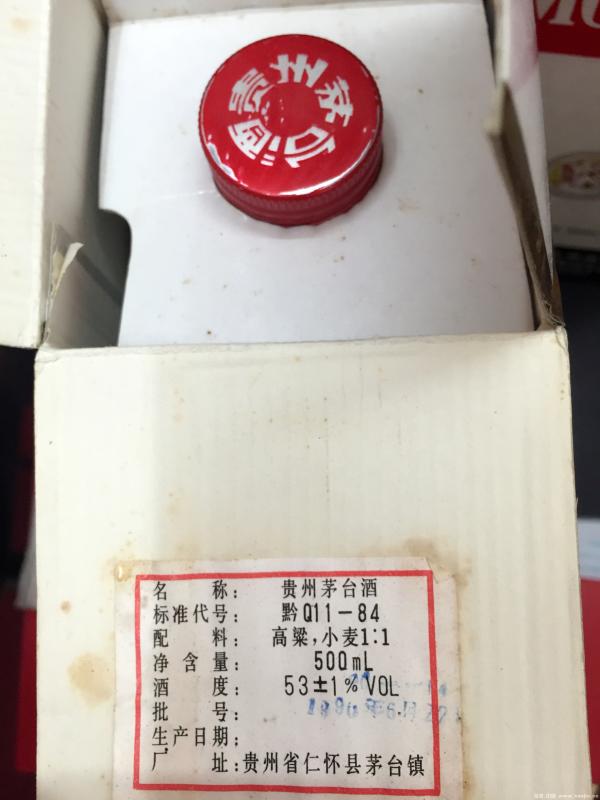 贵州茅台酒
MO
名 称: 贵州茅台酒
标准代号: 黔Q11-84
配 料: 高粱,小麦1:1
净 含 量: 500mL
酒 度: 53±1%VOL
批 号:
生产日期:
厂 址:贵州省仁怀县茅台镇